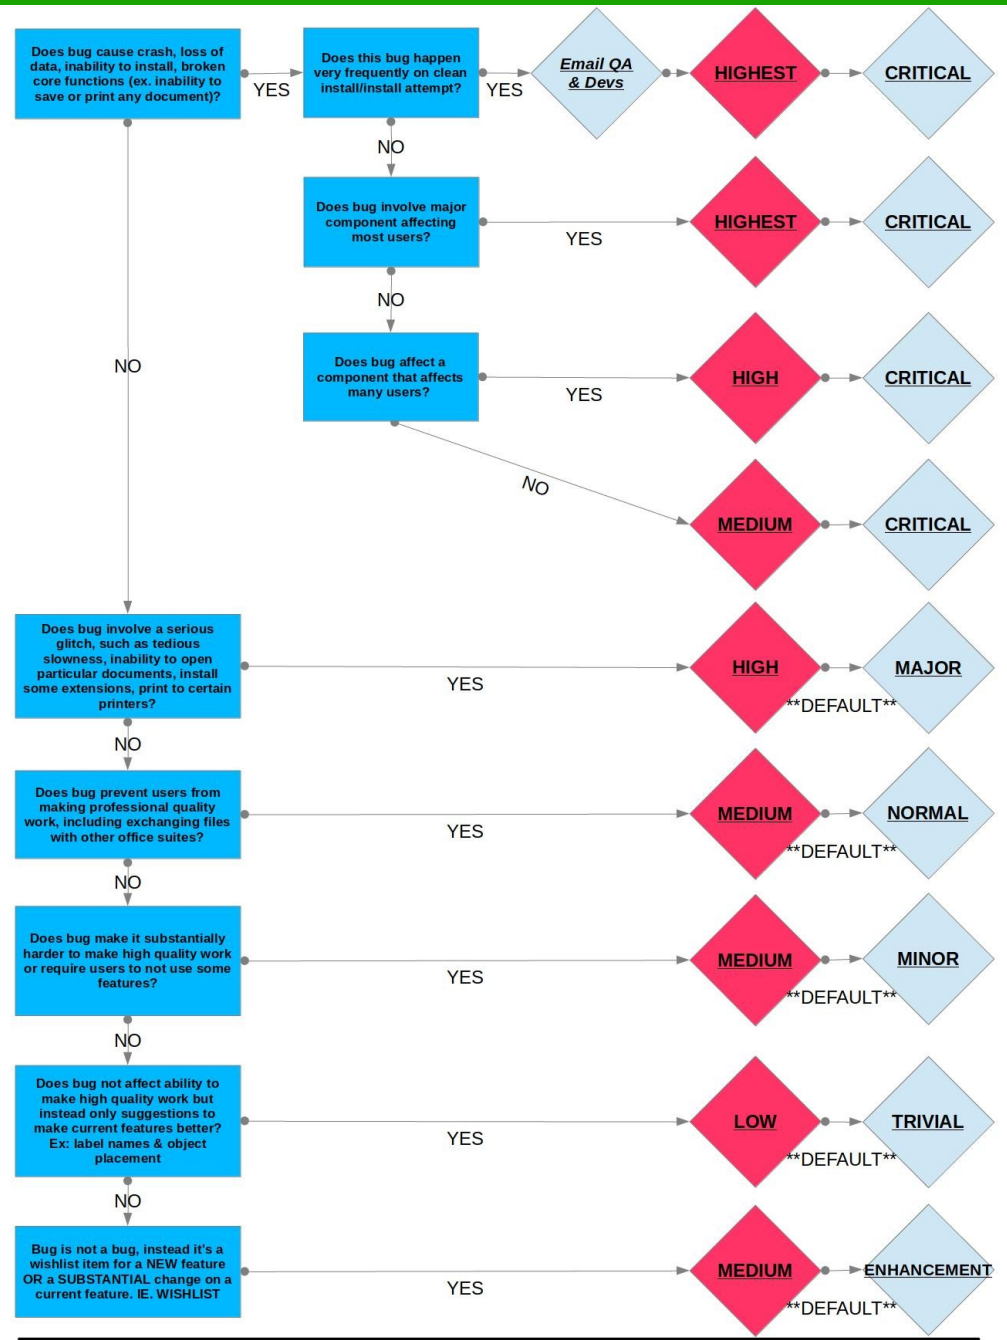 Does bug cause crash, loss of
data, inability to install, broken
core functions (ex. inability to
save or print any document)?
YES
Does this bug happen
very frequently on clean
install/install attempt?
YES
Email QA
& Devs
HIGHEST
CRITICAL
NO
Does bug involve major
component affecting
most users?
YES
HIGHEST
CRITICAL
NO
Does bug affect a
component that affects
many users?
YES
HIGH
CRITICAL
NO
MEDIUM
CRITICAL
NO
Does bug involve a serious
glitch, such as tedious
slowness, inability to open
particular documents, install
some extensions, print to certain
printers?
YES
HIGH
MAJOR
**DEFAULT**
NO
Does bug prevent users from
making professional quality
work, including exchanging files
with other office suites?
YES
MEDIUM
NORMAL
**DEFAULT**
NO
Does bug make it substantially
harder to make high quality work
or require users to not use some
features?
YES
MEDIUM
MINOR
**DEFAULT**
NO
Does bug not affect ability to
make high quality work but
instead only suggestions to
make current features better?
Ex: label names & object
placement
YES
LOW
TRIVIAL
**DEFAULT**
NO
Bug is not a bug, instead it's a
wishlist item for a NEW feature
OR a SUBSTANTIAL change on a
current feature. IE. WISHLIST
YES
MEDIUM
ENHANCEMENT
**DEFAULT**